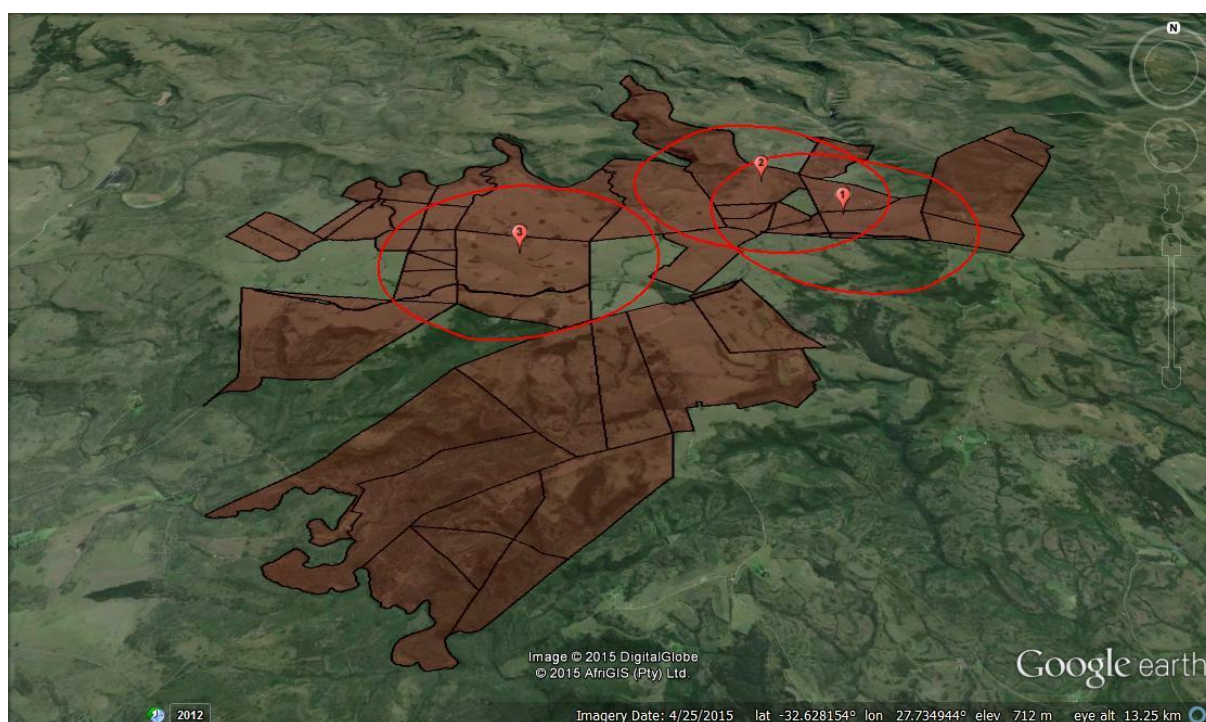 N
2
1
3
Image © 2015 DigitalGlobe
© 2015 AfriGIS (Pty) Ltd.
Google earth
2012
Imagery Date: 4/25/2015 lat -32.628154° lon 27.734944° elev 712 m eye alt 13.25 km